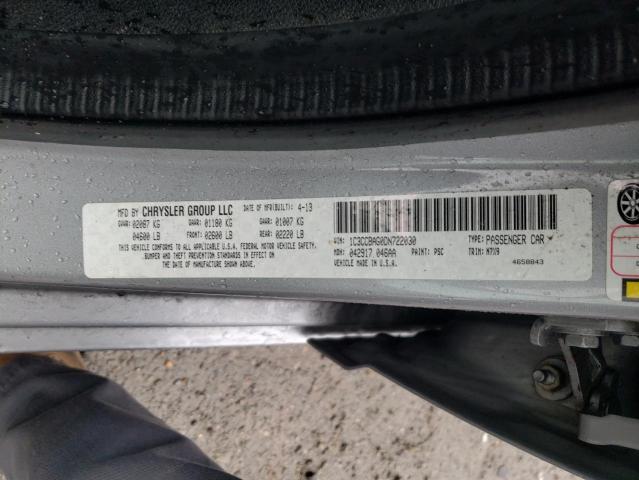 MFD BY CHRYSLER GROUP LLC DATE OF MFR(BUILT): 4-13
GVWR: 02087 KG GAWR: 01180 KG GAWR: 01007 KG
04600 LB FRONT: 02600 LB REAR: 02220 LB
THIS VEHICLE CONFORMS TO ALL APPLICABLE U.S.A. FEDERAL MOTOR VEHICLE SAFETY,
BUMPER AND THEFT PREVENTION STANDARDS IN EFFECT ON
THE DATE OF MANUFACTURE SHOWN ABOVE.
VIN: 1C3CCBAG0DN722030 TYPE: PASSENGER CAR
MDH: 042917 046AA PAINT: PSC TRIM: N7X9
VEHICLE MADE IN U.S.A. 4658843